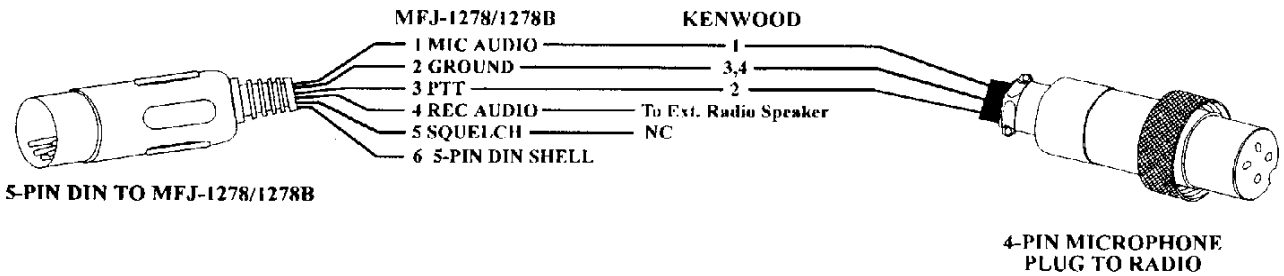 MFJ-1278/1278B KENWOOD
1 MIC AUDIO 1
2 GROUND 3,4
3 PTT 2
4 REC AUDIO To Ext. Radio Speaker
5 SQUELCH NC
6 5-PIN DIN SHELL
5-PIN DIN TO MFJ-1278/1278B
4-PIN MICROPHONE
PLUG TO RADIO